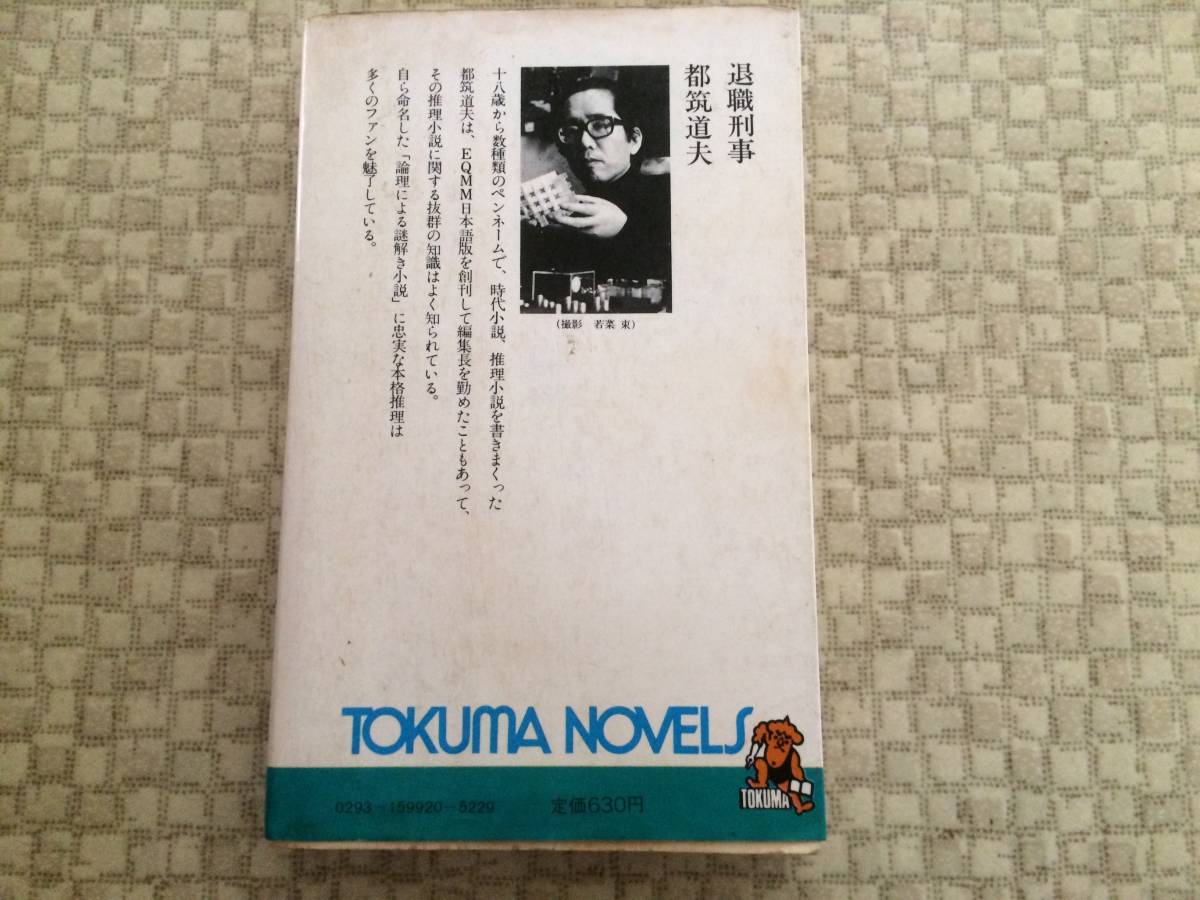 退職刑事
都筑道夫
(撮影 若菜 束)
十八歳から数種類のペンネームで、時代小説、推理小説を書きまくった
都筑道夫は、EQMM日本語版を創刊して編集長を勤めたこともあって、
その推理小説に関する抜群の知識はよく知られている。
自ら命名した「論理による謎解き小説」に忠実な本格推理は
多くのファンを魅了している。
TOKUMA NOVELS
TOKUMA
0293-159920-5229 定価630円